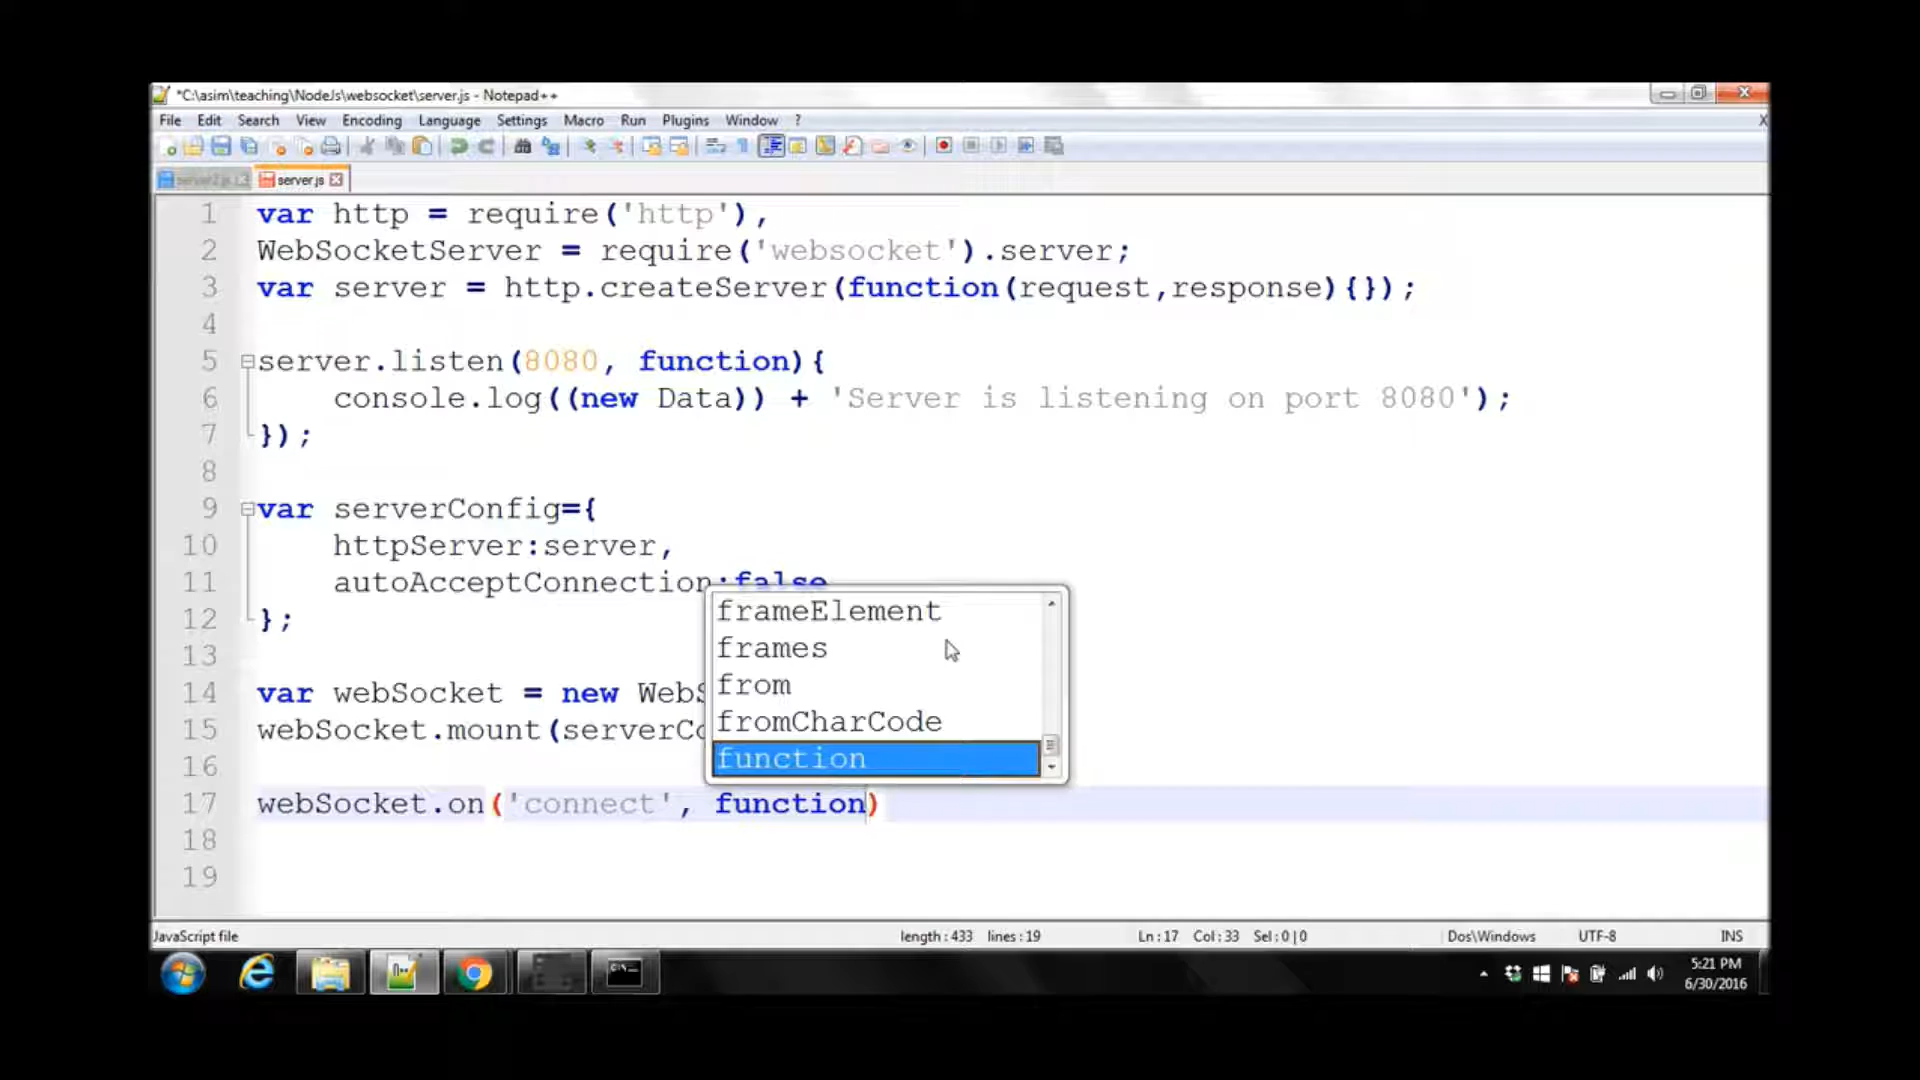 *C:\asim\teaching\NodeJs\websocket\server.js - Notepad++
File Edit Search View Encoding Language Settings Macro Run Plugins Window ? X
server2.js server.js
1 var http = require('http'),
2 WebSocketServer = require('websocket').server;
3 var server = http.createServer(function(request,response){});
4
5 server.listen(8080, function){
6 console.log((new Data)) + 'Server is listening on port 8080');
7 });
8
9 var serverConfig={
10 httpServer:server,
11 autoAcceptConnection:false
12 };
13
14 var webSocket = new WebS
15 webSocket.mount(serverCo
16
17 webSocket.on('connect', function)
18
19
frameElement
frames
from
fromCharCode
function
JavaScript file length : 433 lines : 19 Ln : 17 Col : 33 Sel : 0 | 0 Dos\Windows UTF-8 INS
5:21 PM
6/30/2016